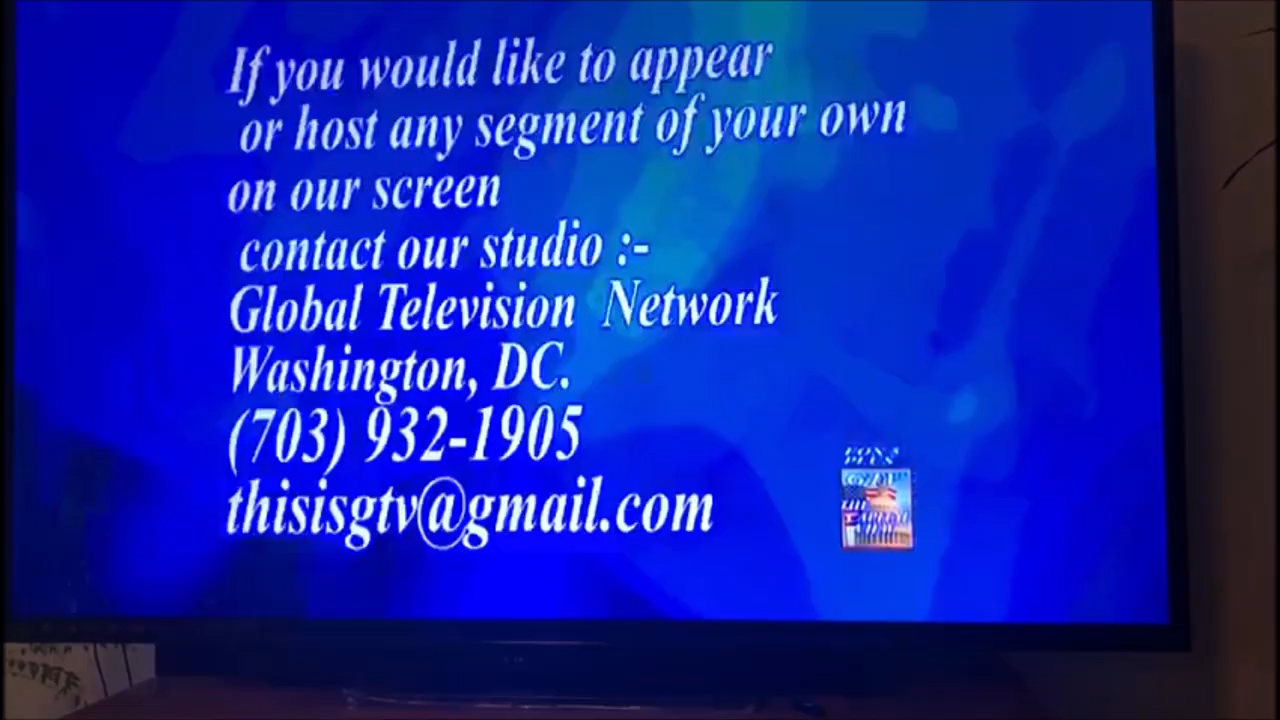 If you would like to appear
or host any segment of your own
on our screen
contact our studio :-
Global Television Network
Washington, DC.
(703) 932-1905
thisisgtv@gmail.com